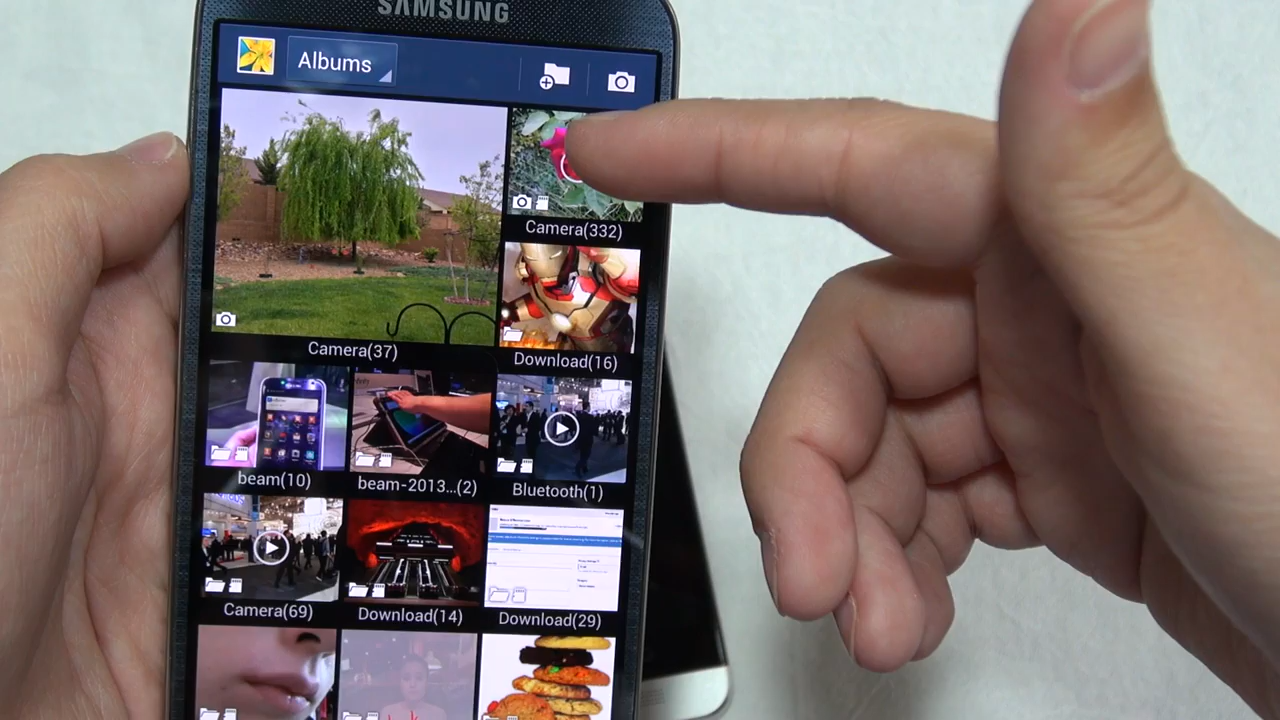 SAMSUNG
Albums
Camera(332)
Camera(37)
Download(16)
beam(10)
beam-2013...(2)
Bluetooth(1)
Camera(69)
Download(14)
Download(29)